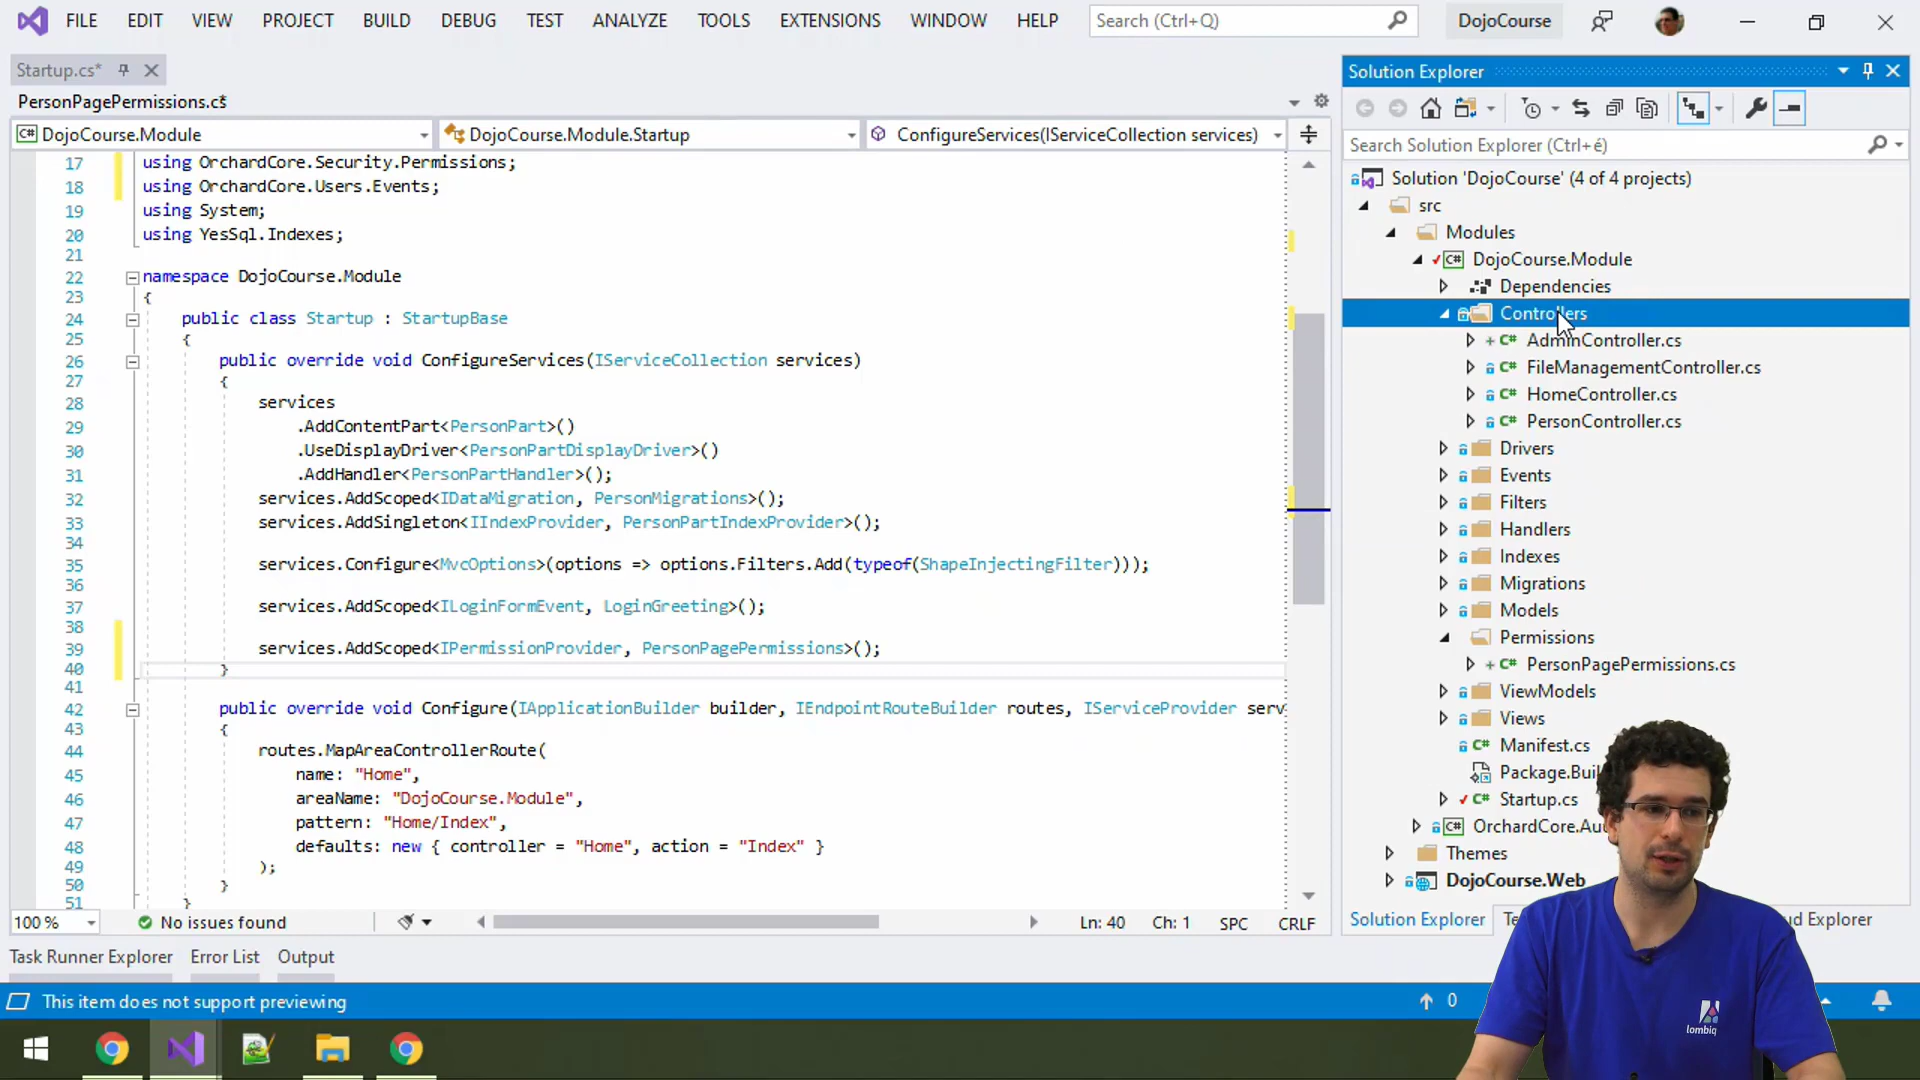 FILE EDIT VIEW PROJECT BUILD DEBUG TEST ANALYZE TOOLS EXTENSIONS WINDOW HELP Search (Ctrl+Q) DojoCourse
Startup.cs*
PersonPagePermissions.cs*
C# DojoCourse.Module DojoCourse.Module.Startup ConfigureServices(IServiceCollection services)
17 using OrchardCore.Security.Permissions;
18 using OrchardCore.Users.Events;
19 using System;
20 using YesSql.Indexes;
21
22 namespace DojoCourse.Module
23 {
24 public class Startup : StartupBase
25 {
26 public override void ConfigureServices(IServiceCollection services)
27 {
28 services
29 .AddContentPart<PersonPart>()
30 .UseDisplayDriver<PersonPartDisplayDriver>()
31 .AddHandler<PersonPartHandler>();
32 services.AddScoped<IDataMigration, PersonMigrations>();
33 services.AddSingleton<IIndexProvider, PersonPartIndexProvider>();
34
35 services.Configure<MvcOptions>(options => options.Filters.Add(typeof(ShapeInjectingFilter)));
36
37 services.AddScoped<ILoginFormEvent, LoginGreeting>();
38
39 services.AddScoped<IPermissionProvider, PersonPagePermissions>();
40 }
41
42 public override void Configure(IApplicationBuilder builder, IEndpointRouteBuilder routes, IServiceProvider serv
43 {
44 routes.MapAreaControllerRoute(
45 name: "Home",
46 areaName: "DojoCourse.Module",
47 pattern: "Home/Index",
48 defaults: new { controller = "Home", action = "Index" }
49 );
50 }
51 }
100 % No issues found Ln: 40 Ch: 1 SPC CRLF
Task Runner Explorer Error List Output
This item does not support previewing 0
Solution Explorer
Search Solution Explorer (Ctrl+é)
Solution 'DojoCourse' (4 of 4 projects)
src
Modules
C# DojoCourse.Module
Dependencies
Controllers
C# AdminController.cs
C# FileManagementController.cs
C# HomeController.cs
C# PersonController.cs
Drivers
Events
Filters
Handlers
Indexes
Migrations
Models
Permissions
C# PersonPagePermissions.cs
ViewModels
Views
C# Manifest.cs
Package.Bui
C# Startup.cs
C# OrchardCore.Au
Themes
DojoCourse.Web
Solution Explorer Explorer
lombiq